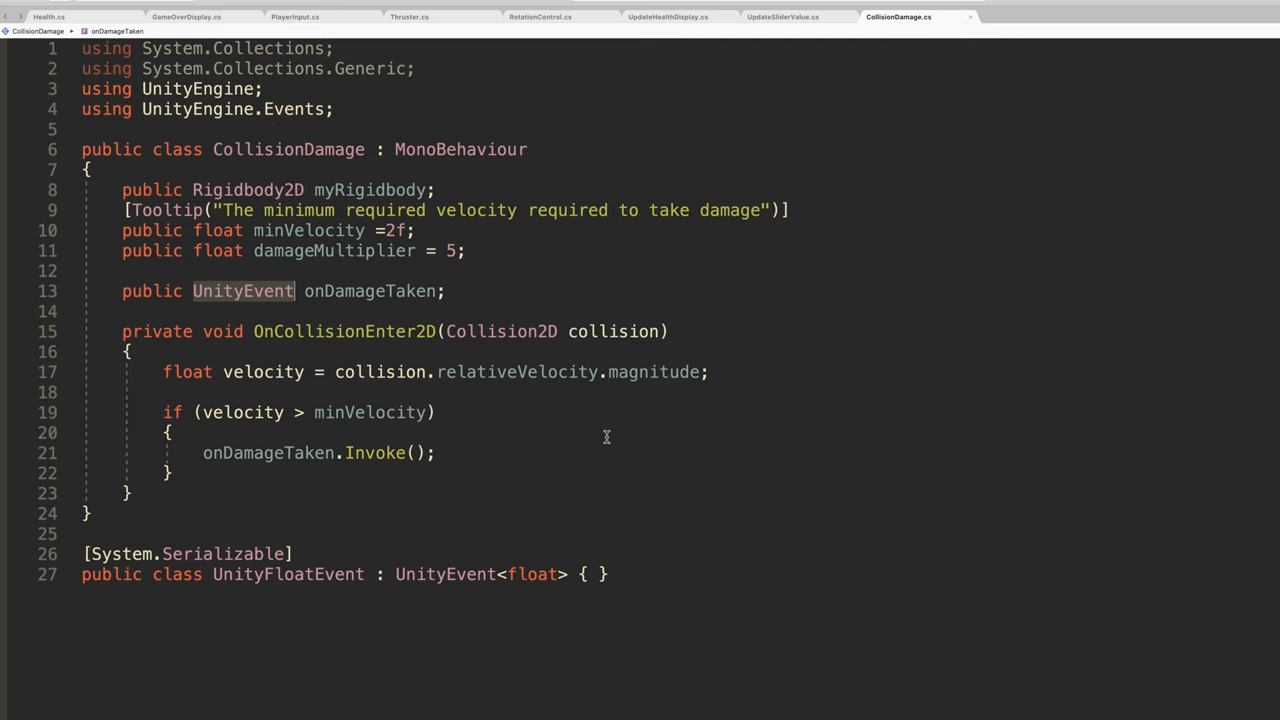 Health.cs GameOverDisplay.cs PlayerInput.cs Thruster.cs RotationControl.cs UpdateHealthDisplay.cs UpdateSliderValue.cs CollisionDamage.cs ×
CollisionDamage ▸ onDamageTaken
1 using System.Collections;
2 using System.Collections.Generic;
3 using UnityEngine;
4 using UnityEngine.Events;
5
6 public class CollisionDamage : MonoBehaviour
7 {
8 public Rigidbody2D myRigidbody;
9 [Tooltip("The minimum required velocity required to take damage")]
10 public float minVelocity =2f;
11 public float damageMultiplier = 5;
12
13 public UnityEvent onDamageTaken;
14
15 private void OnCollisionEnter2D(Collision2D collision)
16 {
17 float velocity = collision.relativeVelocity.magnitude;
18
19 if (velocity > minVelocity)
20 {
21 onDamageTaken.Invoke();
22 }
23 }
24 }
25
26 [System.Serializable]
27 public class UnityFloatEvent : UnityEvent<float> { }